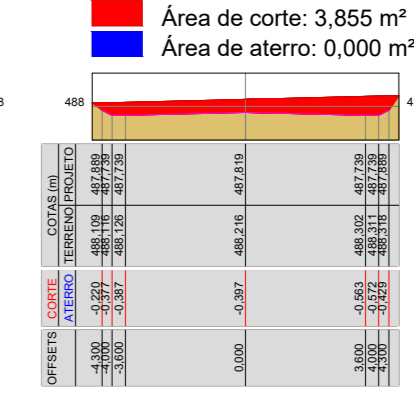 Área de corte: 3,855 m²
Área de aterro: 0,000 m²
8 488 4
COTAS (m)
PROJETO 487,889 487,739 487,739 487,819 487,739 487,739 487,889
TERRENO 488,109 488,116 488,126 488,216 488,302 488,311 488,318
CORTE
ATERRO
-0,220 -0,377 -0,387 -0,397 -0,563 -0,572 -0,429
OFFSETS -4,300 -4,000 -3,600 0,000 3,600 4,000 4,300